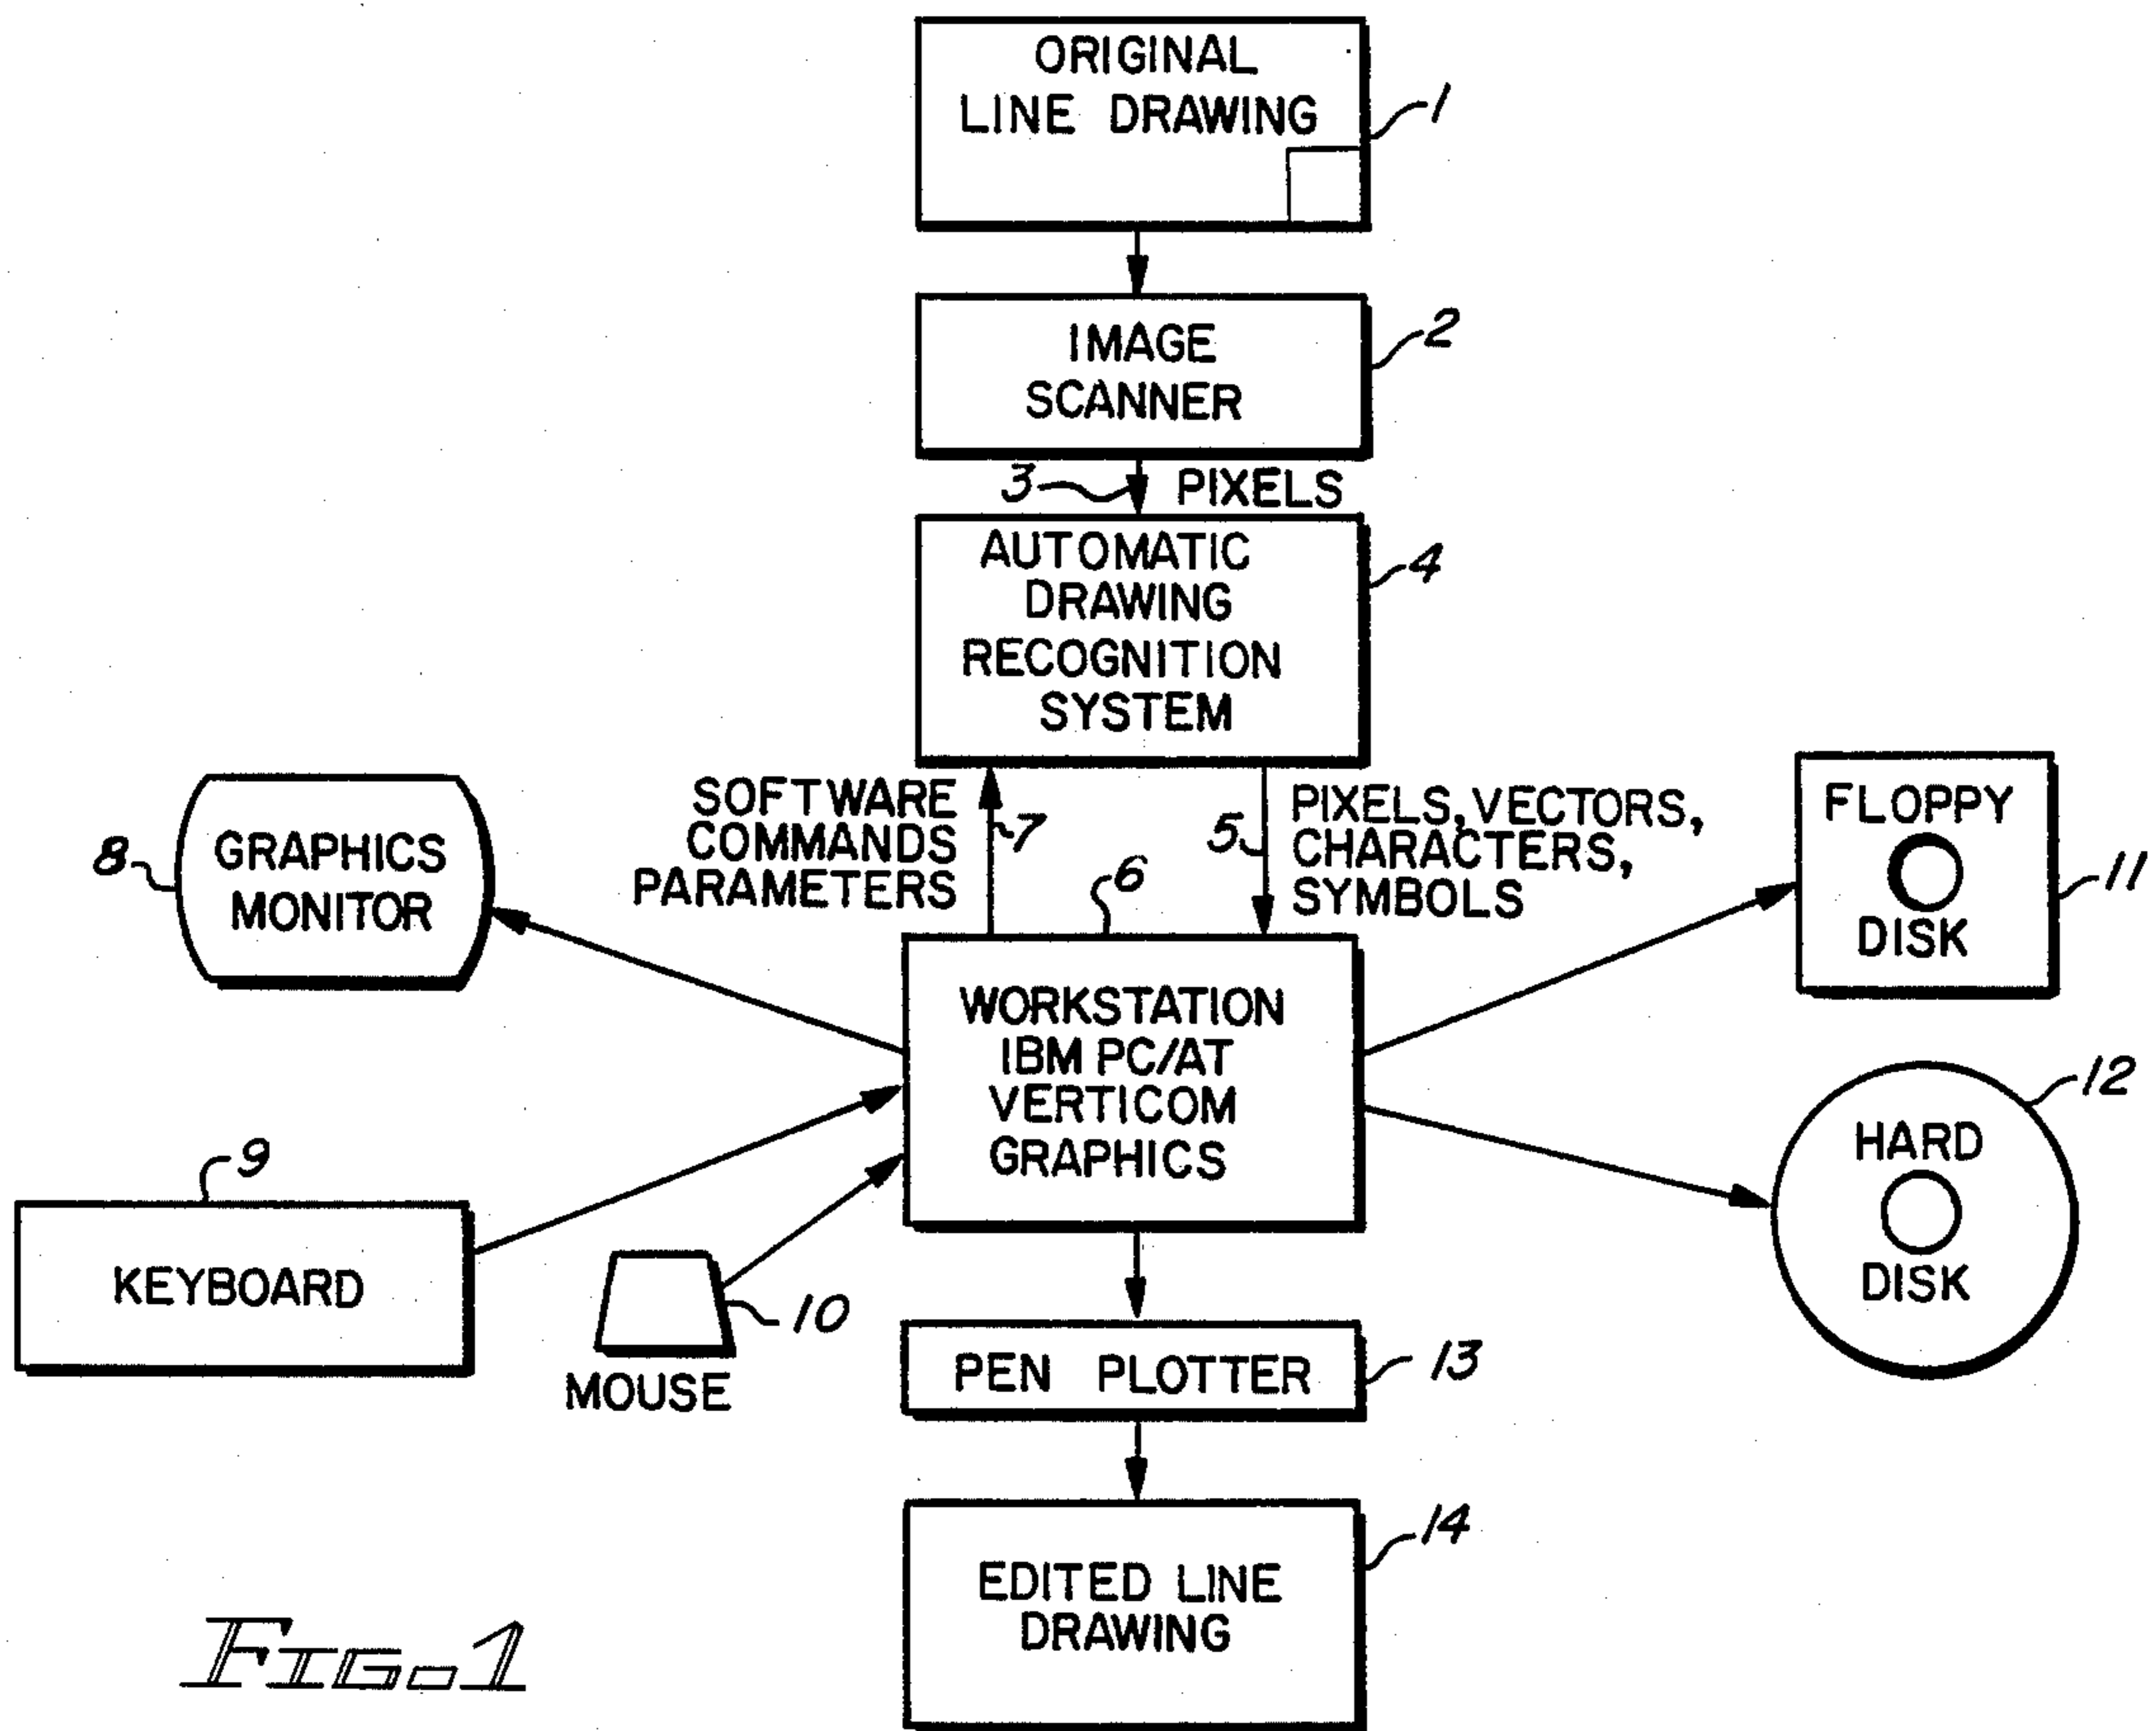 ORIGINAL
LINE DRAWING
1
IMAGE
SCANNER
2
3
PIXELS
AUTOMATIC
DRAWING
RECOGNITION
SYSTEM
4
SOFTWARE
COMMANDS
PARAMETERS
7
5
PIXELS, VECTORS,
CHARACTERS,
SYMBOLS
6
8
GRAPHICS
MONITOR
FLOPPY
DISK
11
WORKSTATION
IBM PC/AT
VERTICOM
GRAPHICS
12
HARD
DISK
9
KEYBOARD
10
MOUSE
PEN PLOTTER
13
EDITED LINE
DRAWING
14
FIG. 1